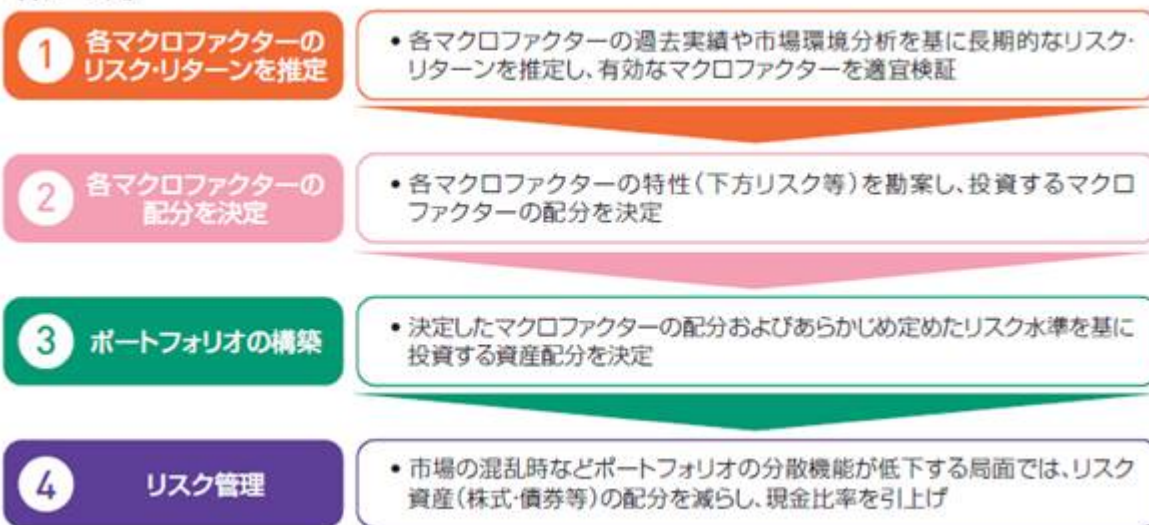 1
各マクロファクターの
リスク・リターンを推定
• 各マクロファクターの過去実績や市場環境分析を基に長期的なリスク・
リターンを推定し、有効なマクロファクターを適宜検証
2
各マクロファクターの
配分を決定
• 各マクロファクターの特性(下方リスク等)を勘案し、投資するマクロ
ファクターの配分を決定
3
ポートフォリオの構築
• 決定したマクロファクターの配分およびあらかじめ定めたリスク水準を基に
投資する資産配分を決定
4
リスク管理
• 市場の混乱時などポートフォリオの分散機能が低下する局面では、リスク
資産(株式・債券等)の配分を減らし、現金比率を引上げ